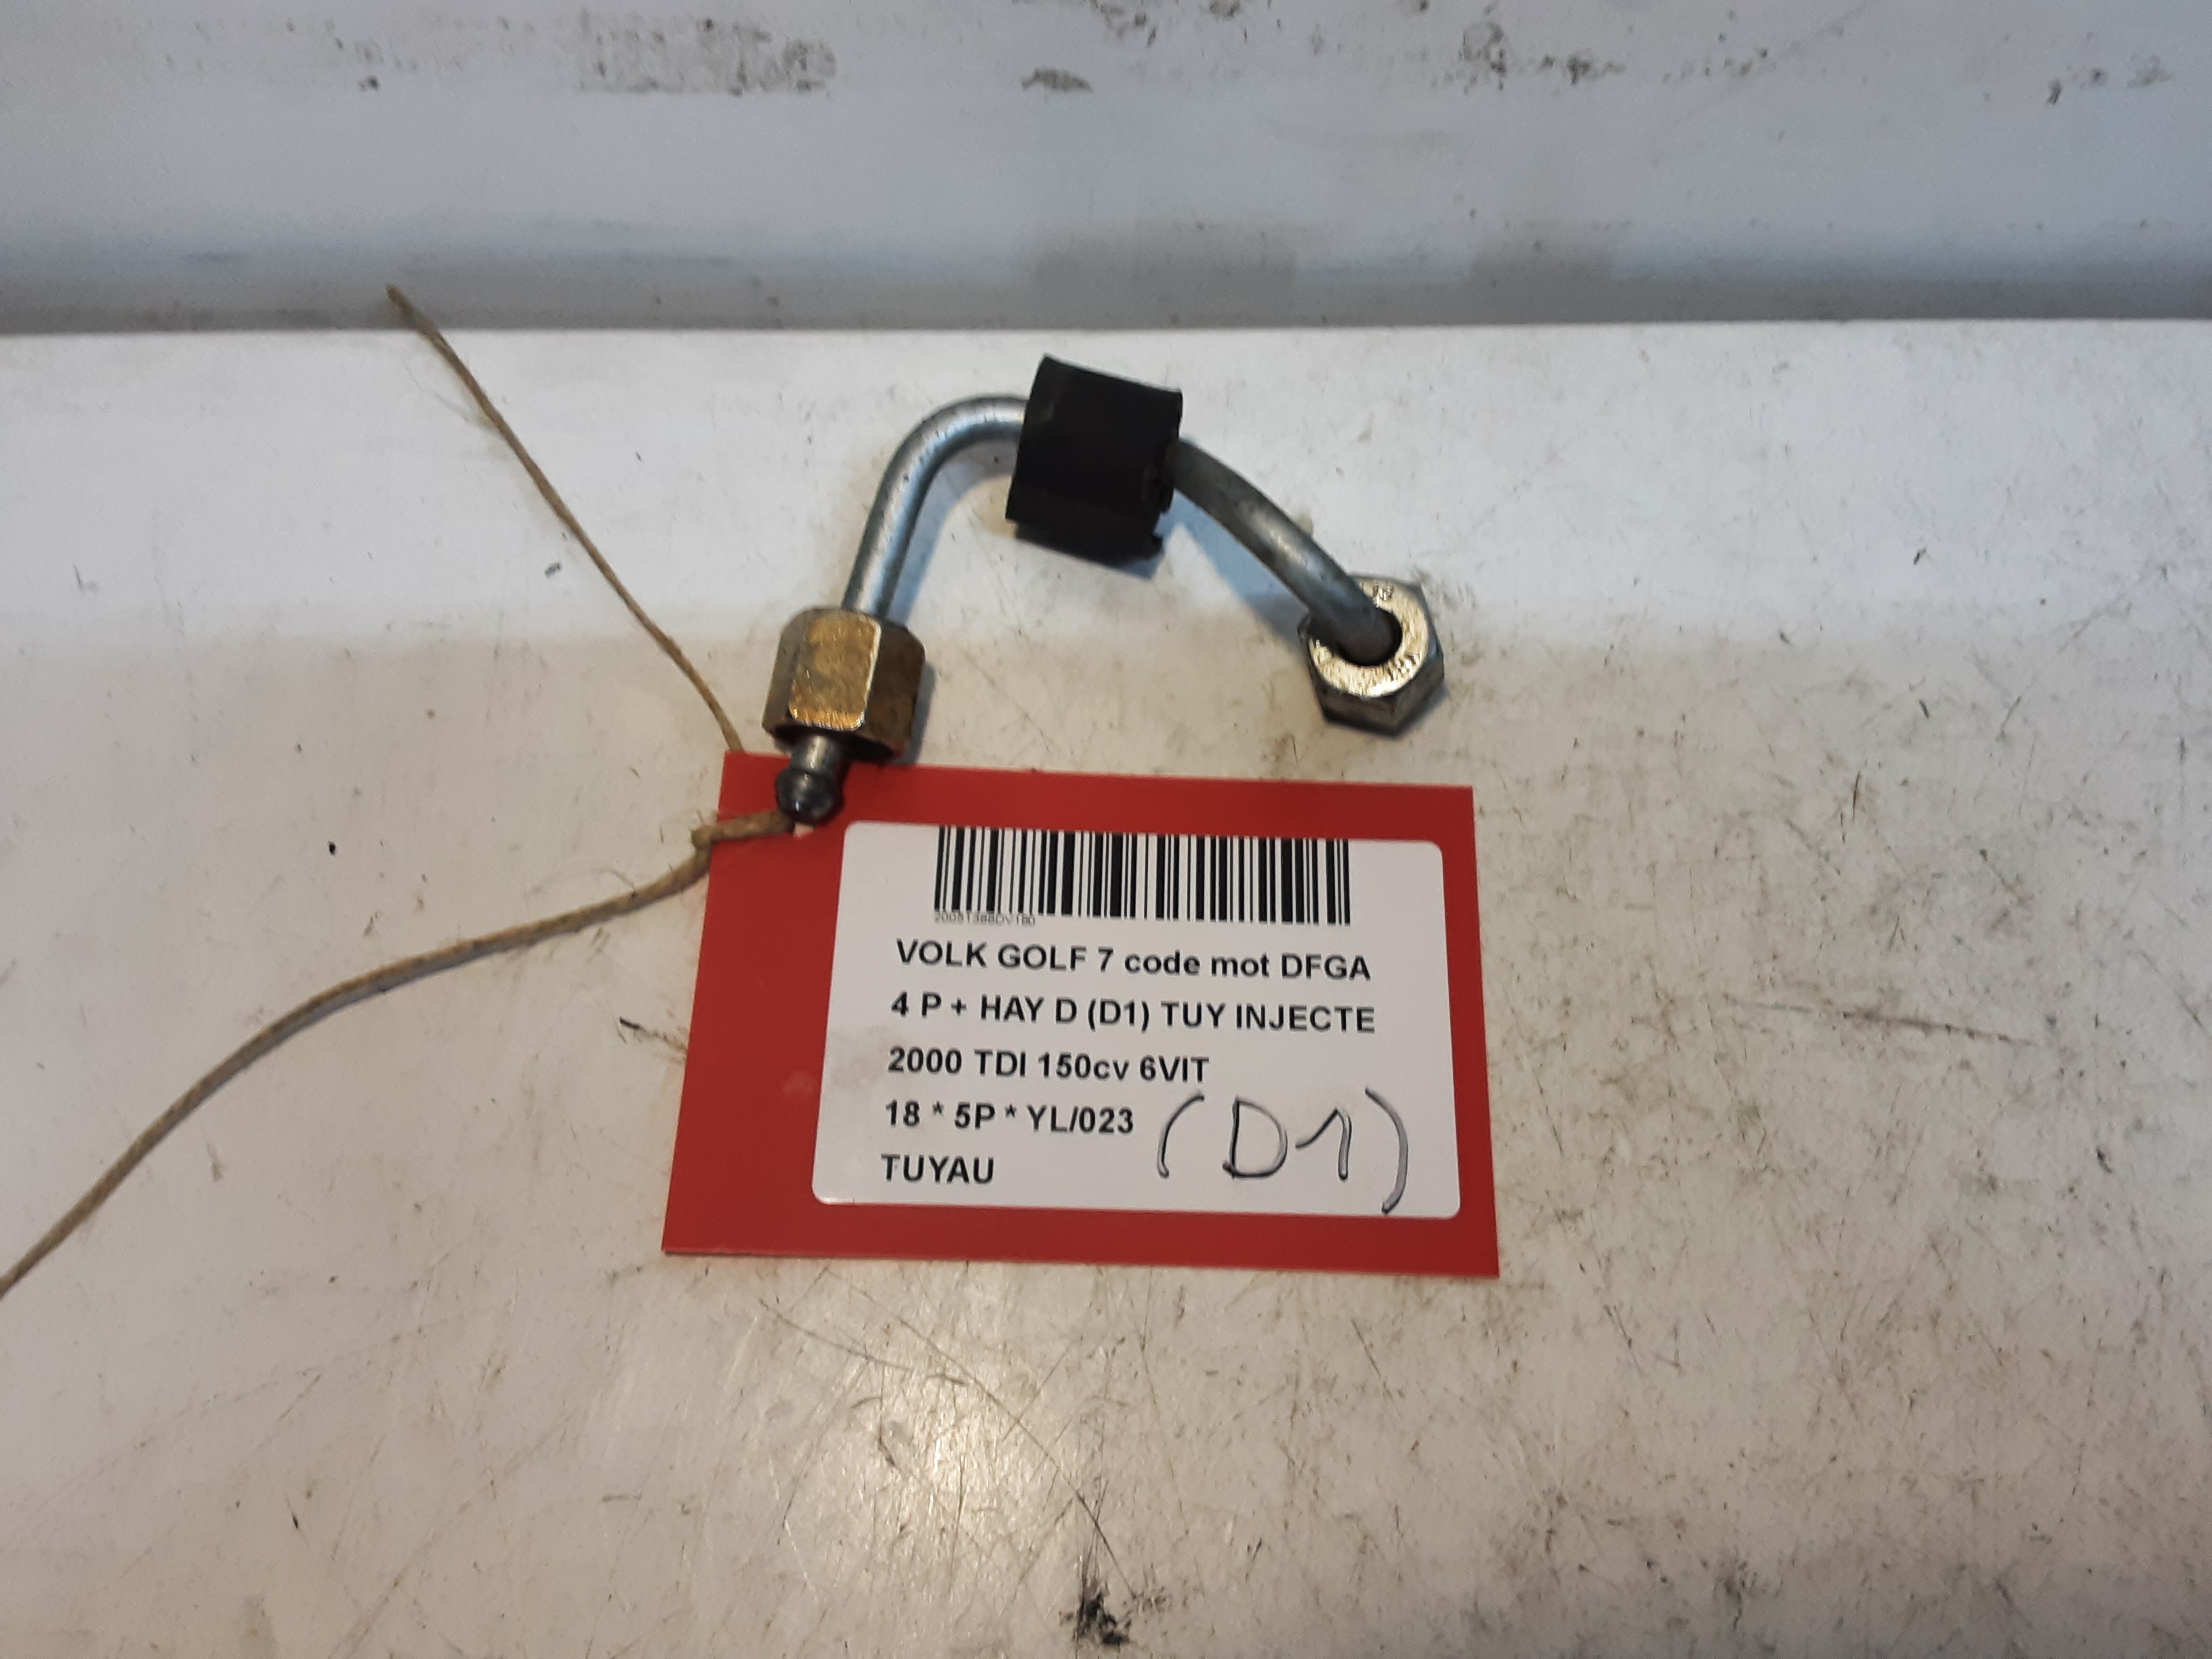 VOLK GOLF 7 code mot DFGA
4 P + HAY D (D1) TUY INJECTE
2000 TDI 150cv 6VIT
18 * 5P * YL/023 (D1)
TUYAU